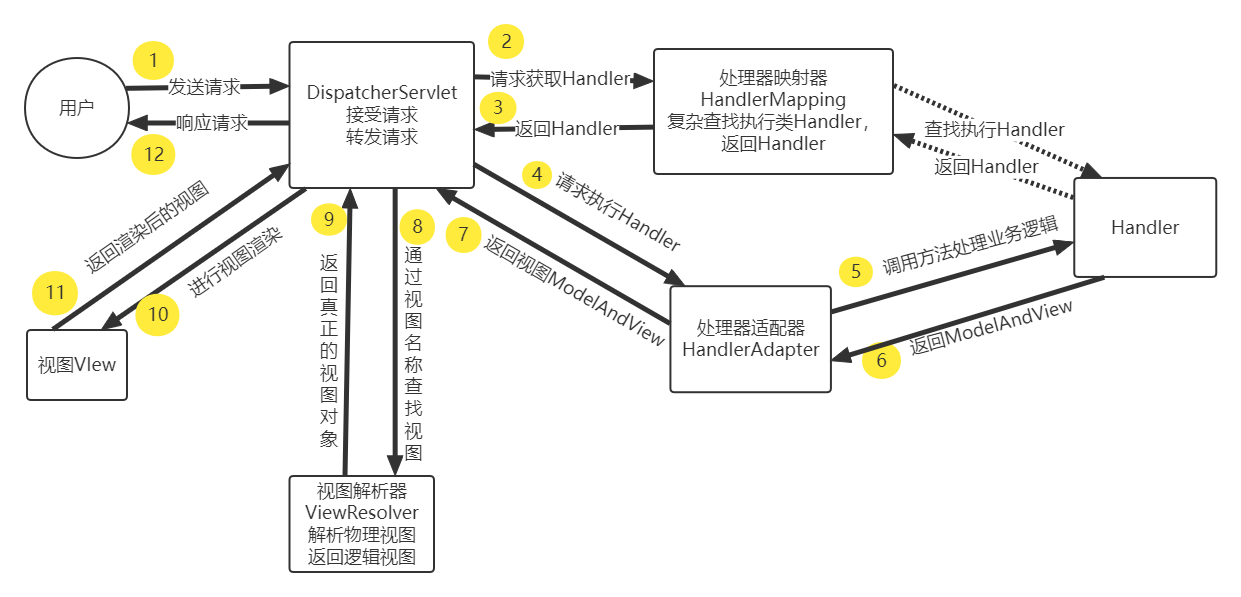 1
发送请求
用户
响应请求
12
DispatcherServlet
接受请求
转发请求
2
请求获取Handler
3
返回Handler
处理器映射器
HandlerMapping
复杂查找执行类Handler，
返回Handler
查找执行Handler
返回Handler
Handler
4
请求执行Handler
7
返回视图ModelAndView
5
调用方法处理业务逻辑
6
返回ModelAndView
处理器适配器
HandlerAdapter
8
通过视图名称查找视图
9
返回真正的视图对象
10
进行视图渲染
11
返回渲染后的视图
视图VIew
视图解析器
ViewResolver
解析物理视图
返回逻辑视图